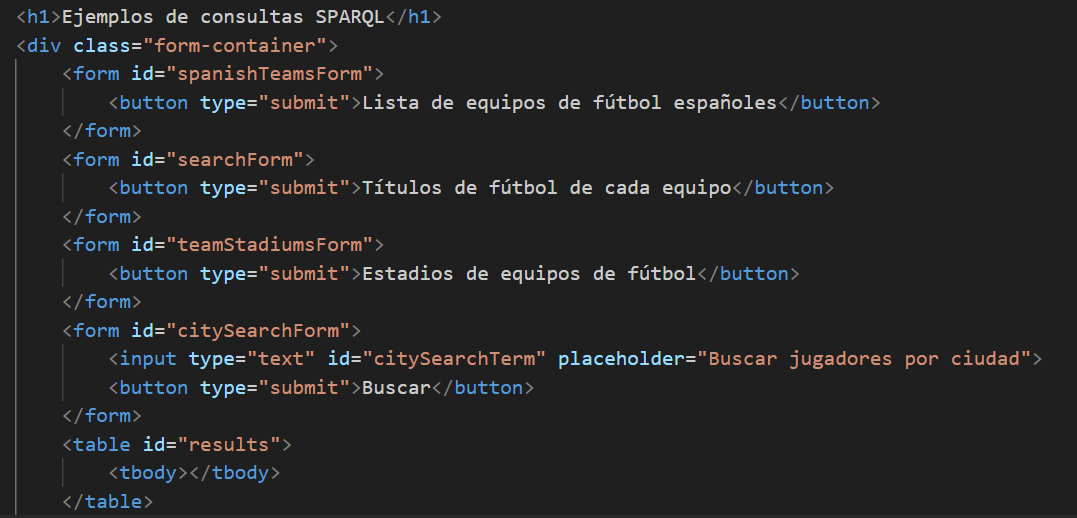 <h1>Ejemplos de consultas SPARQL</h1>
<div class="form-container">
<form id="spanishTeamsForm">
<button type="submit">Lista de equipos de fútbol españoles</button>
</form>
<form id="searchForm">
<button type="submit">Títulos de fútbol de cada equipo</button>
</form>
<form id="teamStadiumsForm">
<button type="submit">Estadios de equipos de fútbol</button>
</form>
<form id="citySearchForm">
<input type="text" id="citySearchTerm" placeholder="Buscar jugadores por ciudad">
<button type="submit">Buscar</button>
</form>
<table id="results">
<tbody></tbody>
</table>